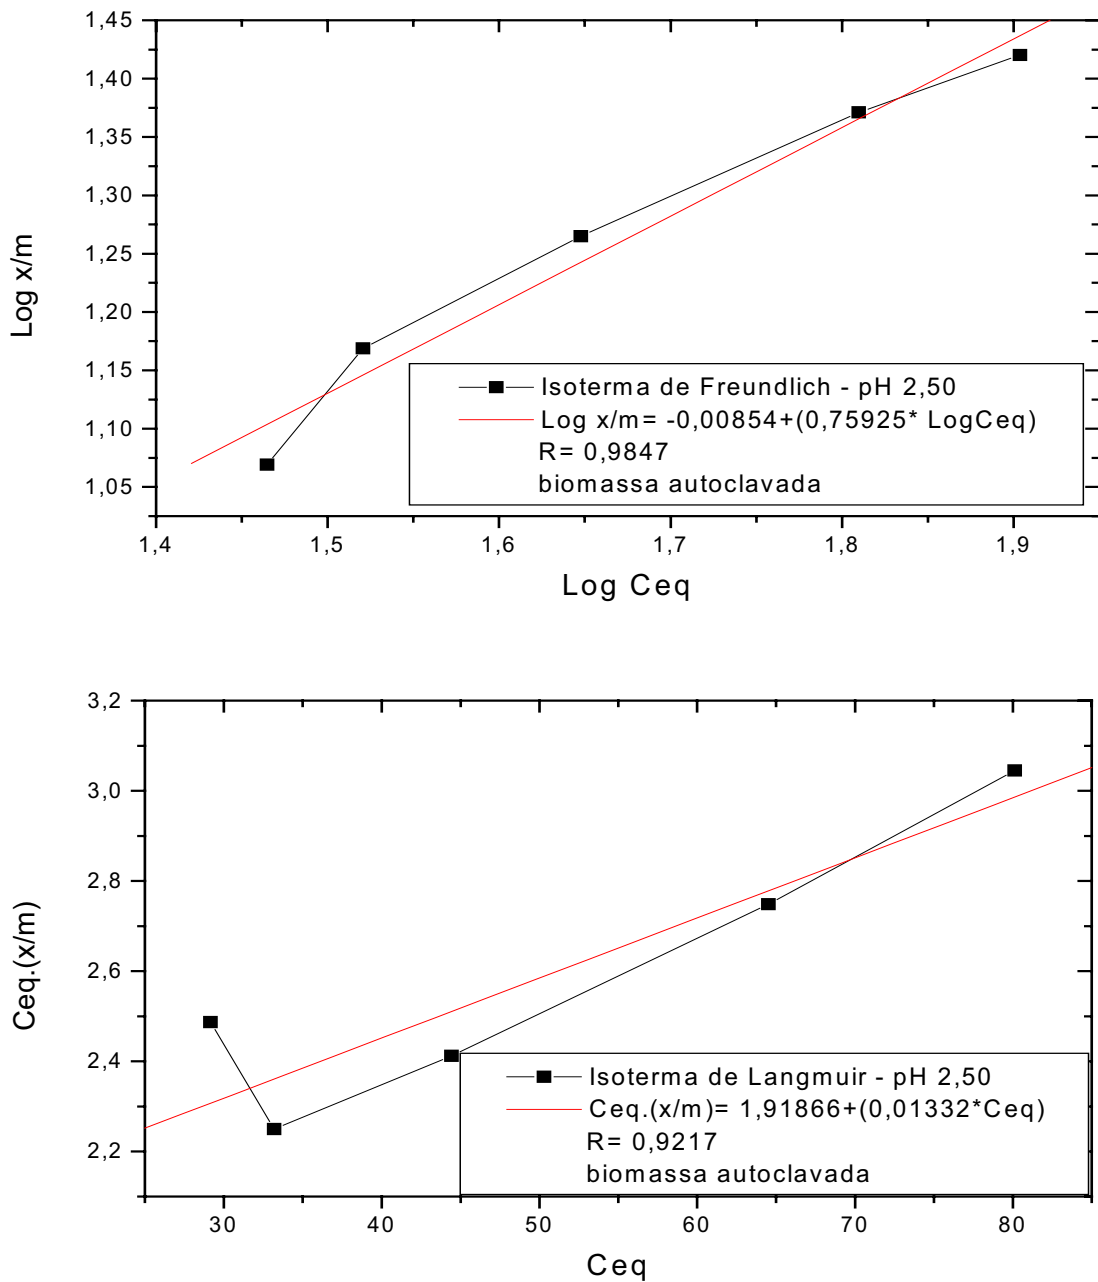 1,45
1,40
1,35
1,30
1,25
1,20
1,15
1,10
1,05
Log x/m
Isoterma de Freundlich - pH 2,50
Log x/m= -0,00854+(0,75925* LogCeq)
R= 0,9847
biomassa autoclavada
1,4 1,5 1,6 1,7 1,8 1,9
Log Ceq
3,2
3,0
2,8
2,6
2,4
2,2
Ceq.(x/m)
Isoterma de Langmuir - pH 2,50
Ceq.(x/m)= 1,91866+(0,01332*Ceq)
R= 0,9217
biomassa autoclavada
30 40 50 60 70 80
Ceq